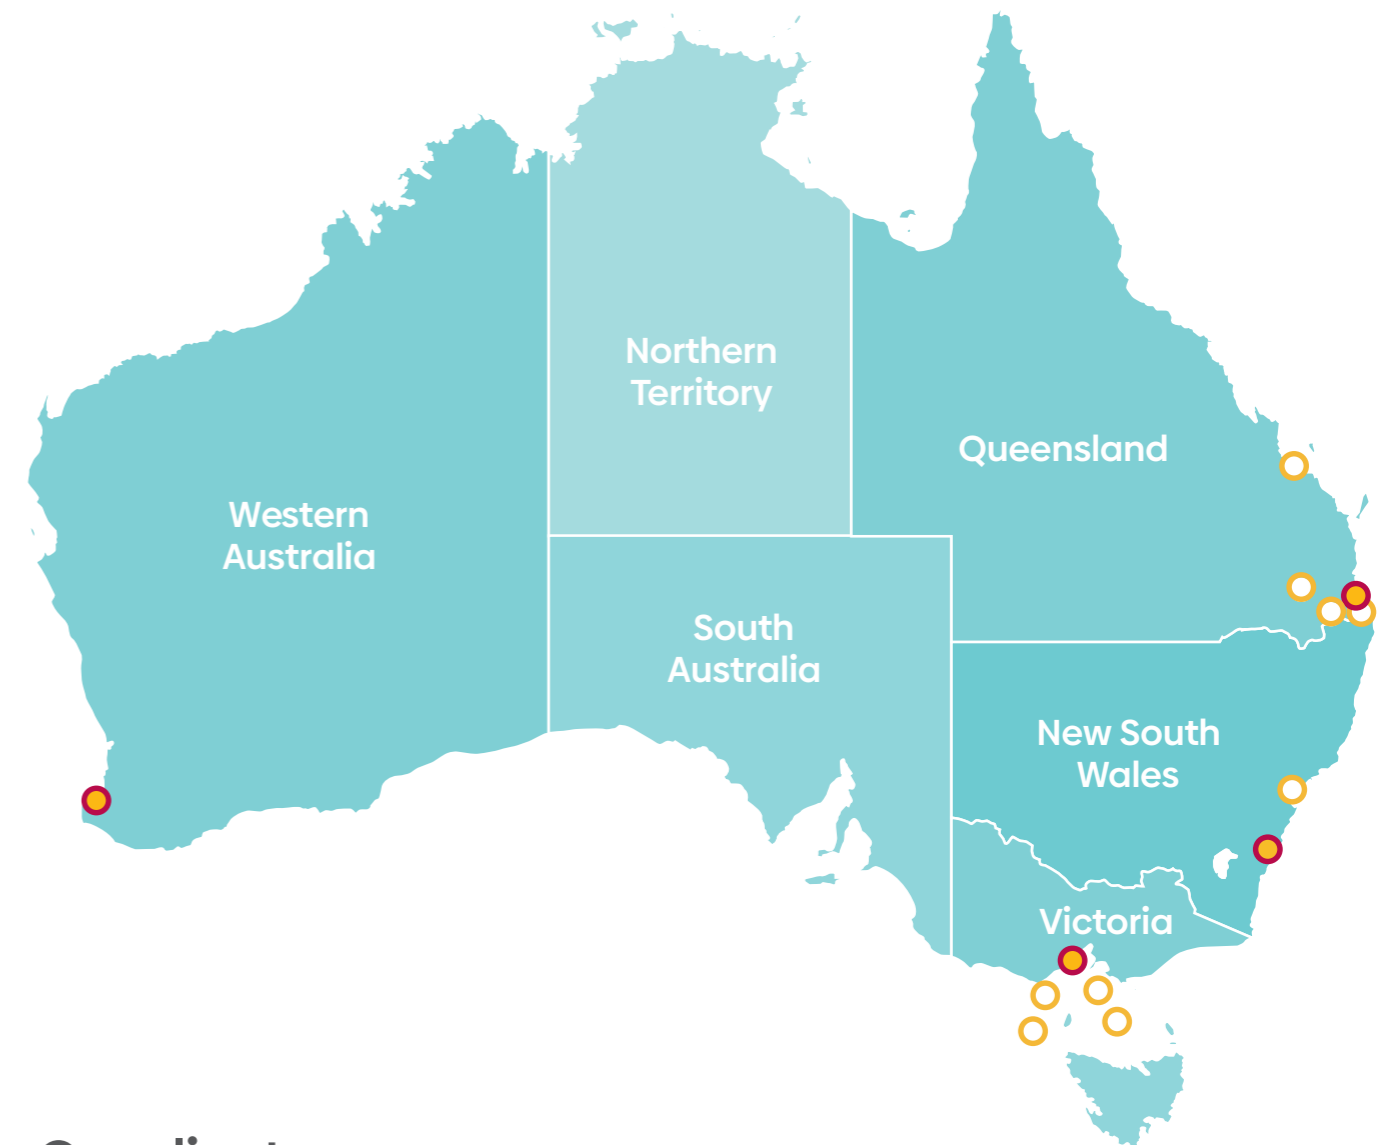 Northern
Territory
Queensland
Western
Australia
South
Australia
New South
Wales
Victoria